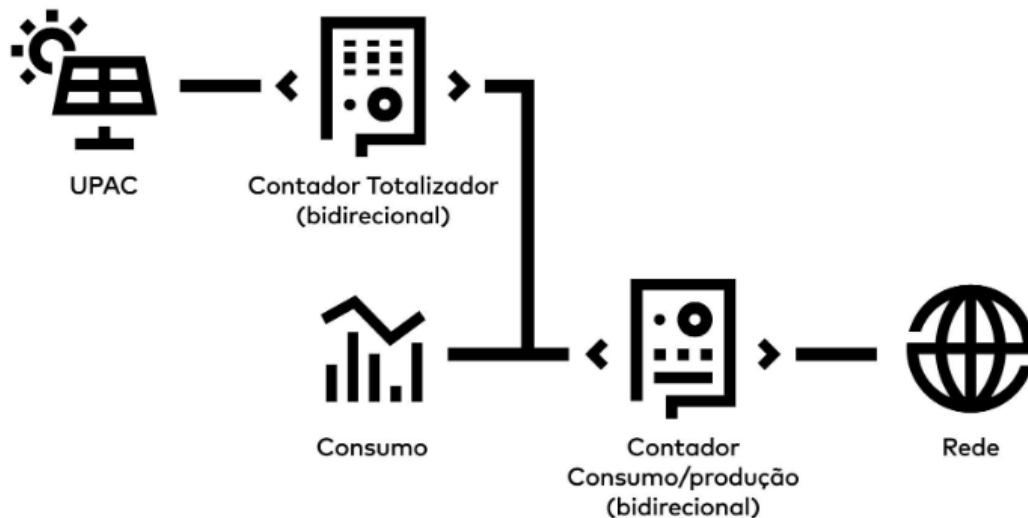 UPAC
Contador Totalizador
(bidirecional)
Consumo
Contador
Consumo/produção
(bidirecional)
Rede